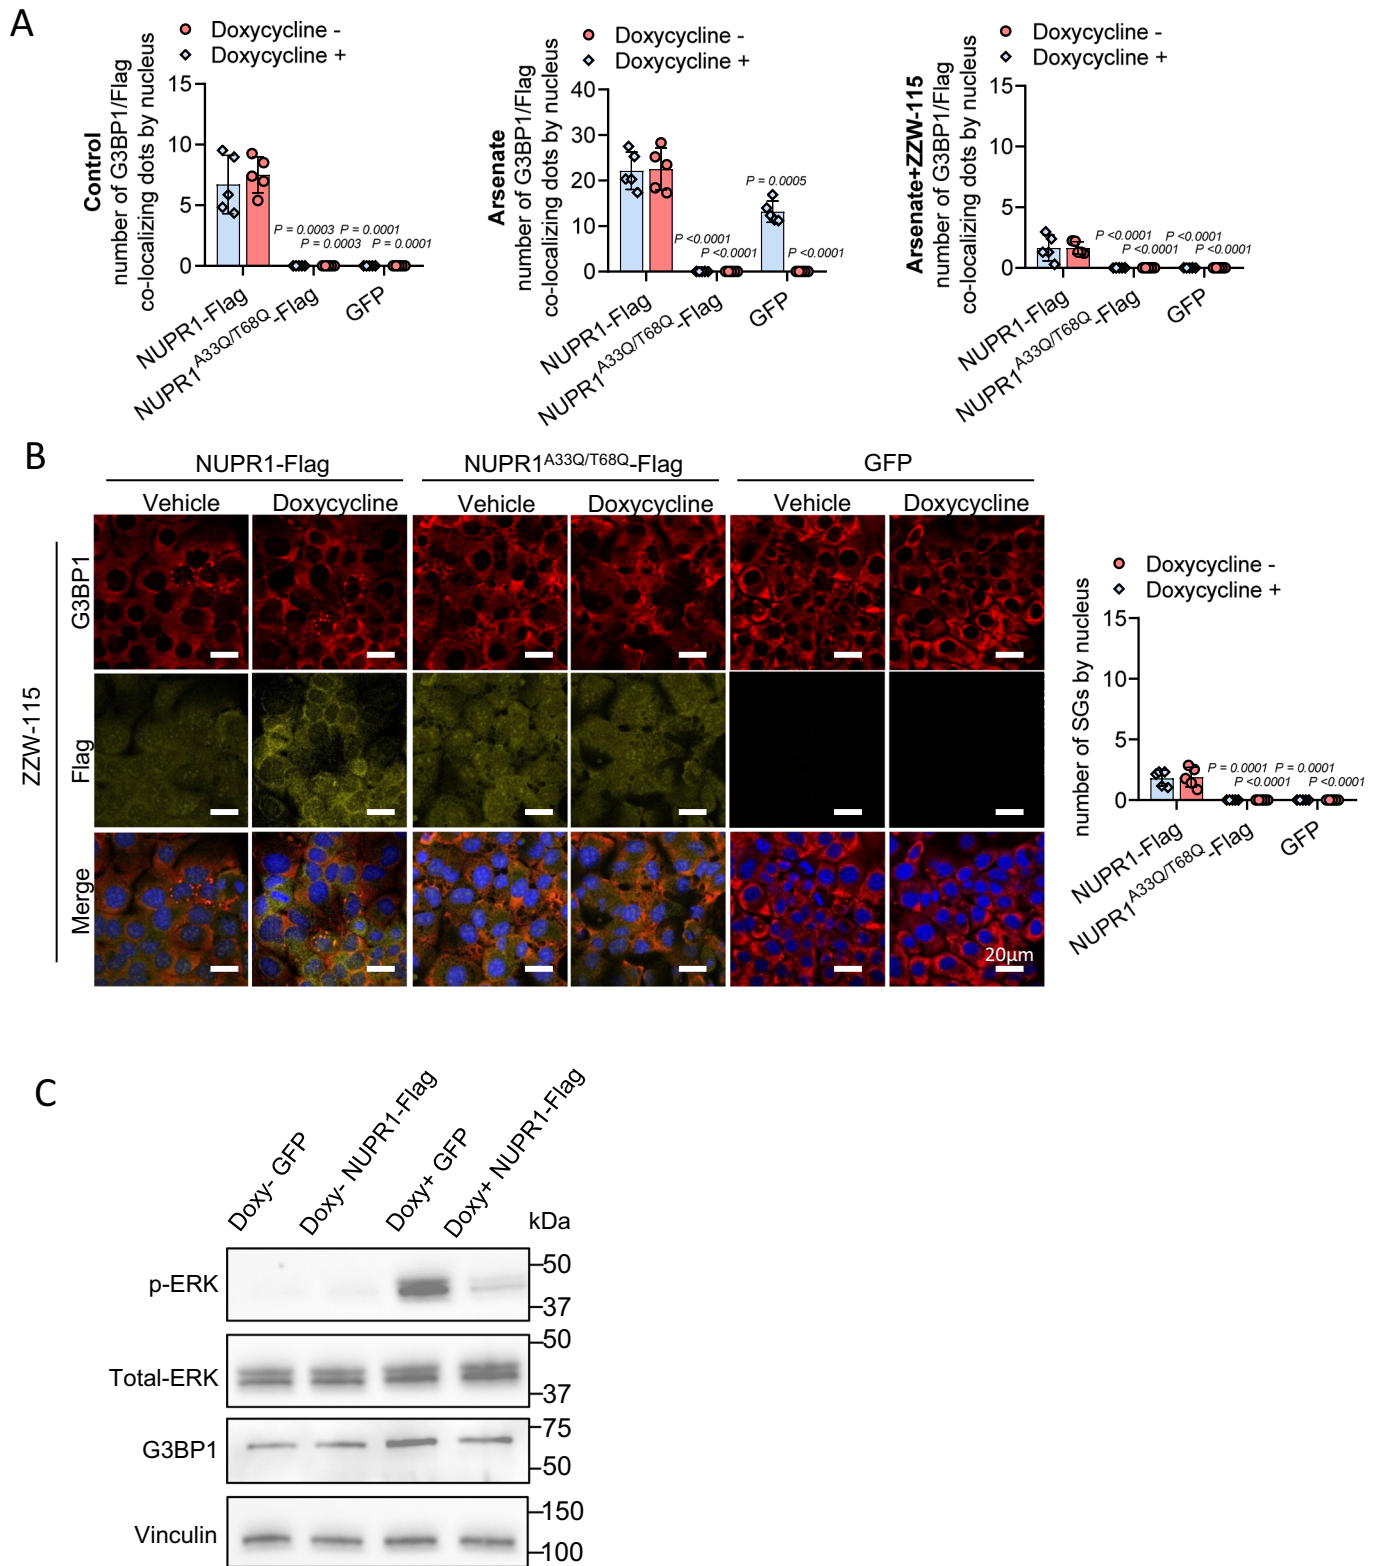 A
Doxycycline -
Doxycycline +
Control
number of G3BP1/Flag
co-localizing dots by nucleus
15
10
5
0
P = 0.0003 P = 0.0001
P = 0.0003 P = 0.0001
NUPR1-Flag
NUPR1A33Q/T68Q-Flag
GFP
Doxycycline -
Doxycycline +
Arsenate
number of G3BP1/Flag
co-localizing dots by nucleus
40
30
20
10
0
P = 0.0005
P <0.0001
P <0.0001
P <0.0001
NUPR1-Flag
NUPR1A33Q/T68Q-Flag
GFP
Doxycycline -
Doxycycline +
Arsenate+ZZW-115
number of G3BP1/Flag
co-localizing dots by nucleus
15
10
5
0
P <0.0001 P <0.0001
P <0.0001 P <0.0001
NUPR1-Flag
NUPR1A33Q/T68Q-Flag
GFP
B
NUPR1-Flag
NUPR1A33Q/T68Q-Flag
GFP
Vehicle
Doxycycline
Vehicle
Doxycycline
Vehicle
Doxycycline
ZZW-115
G3BP1
Flag
Merge
20µm
Doxycycline -
Doxycycline +
number of SGs by nucleus
15
10
5
0
P = 0.0001 P = 0.0001
P <0.0001 P <0.0001
NUPR1-Flag
NUPR1A33Q/T68Q-Flag
GFP
C
Doxy- GFP
Doxy- NUPR1-Flag
Doxy+ GFP
Doxy+ NUPR1-Flag
kDa
p-ERK
50
37
Total-ERK
50
37
G3BP1
75
50
Vinculin
150
100